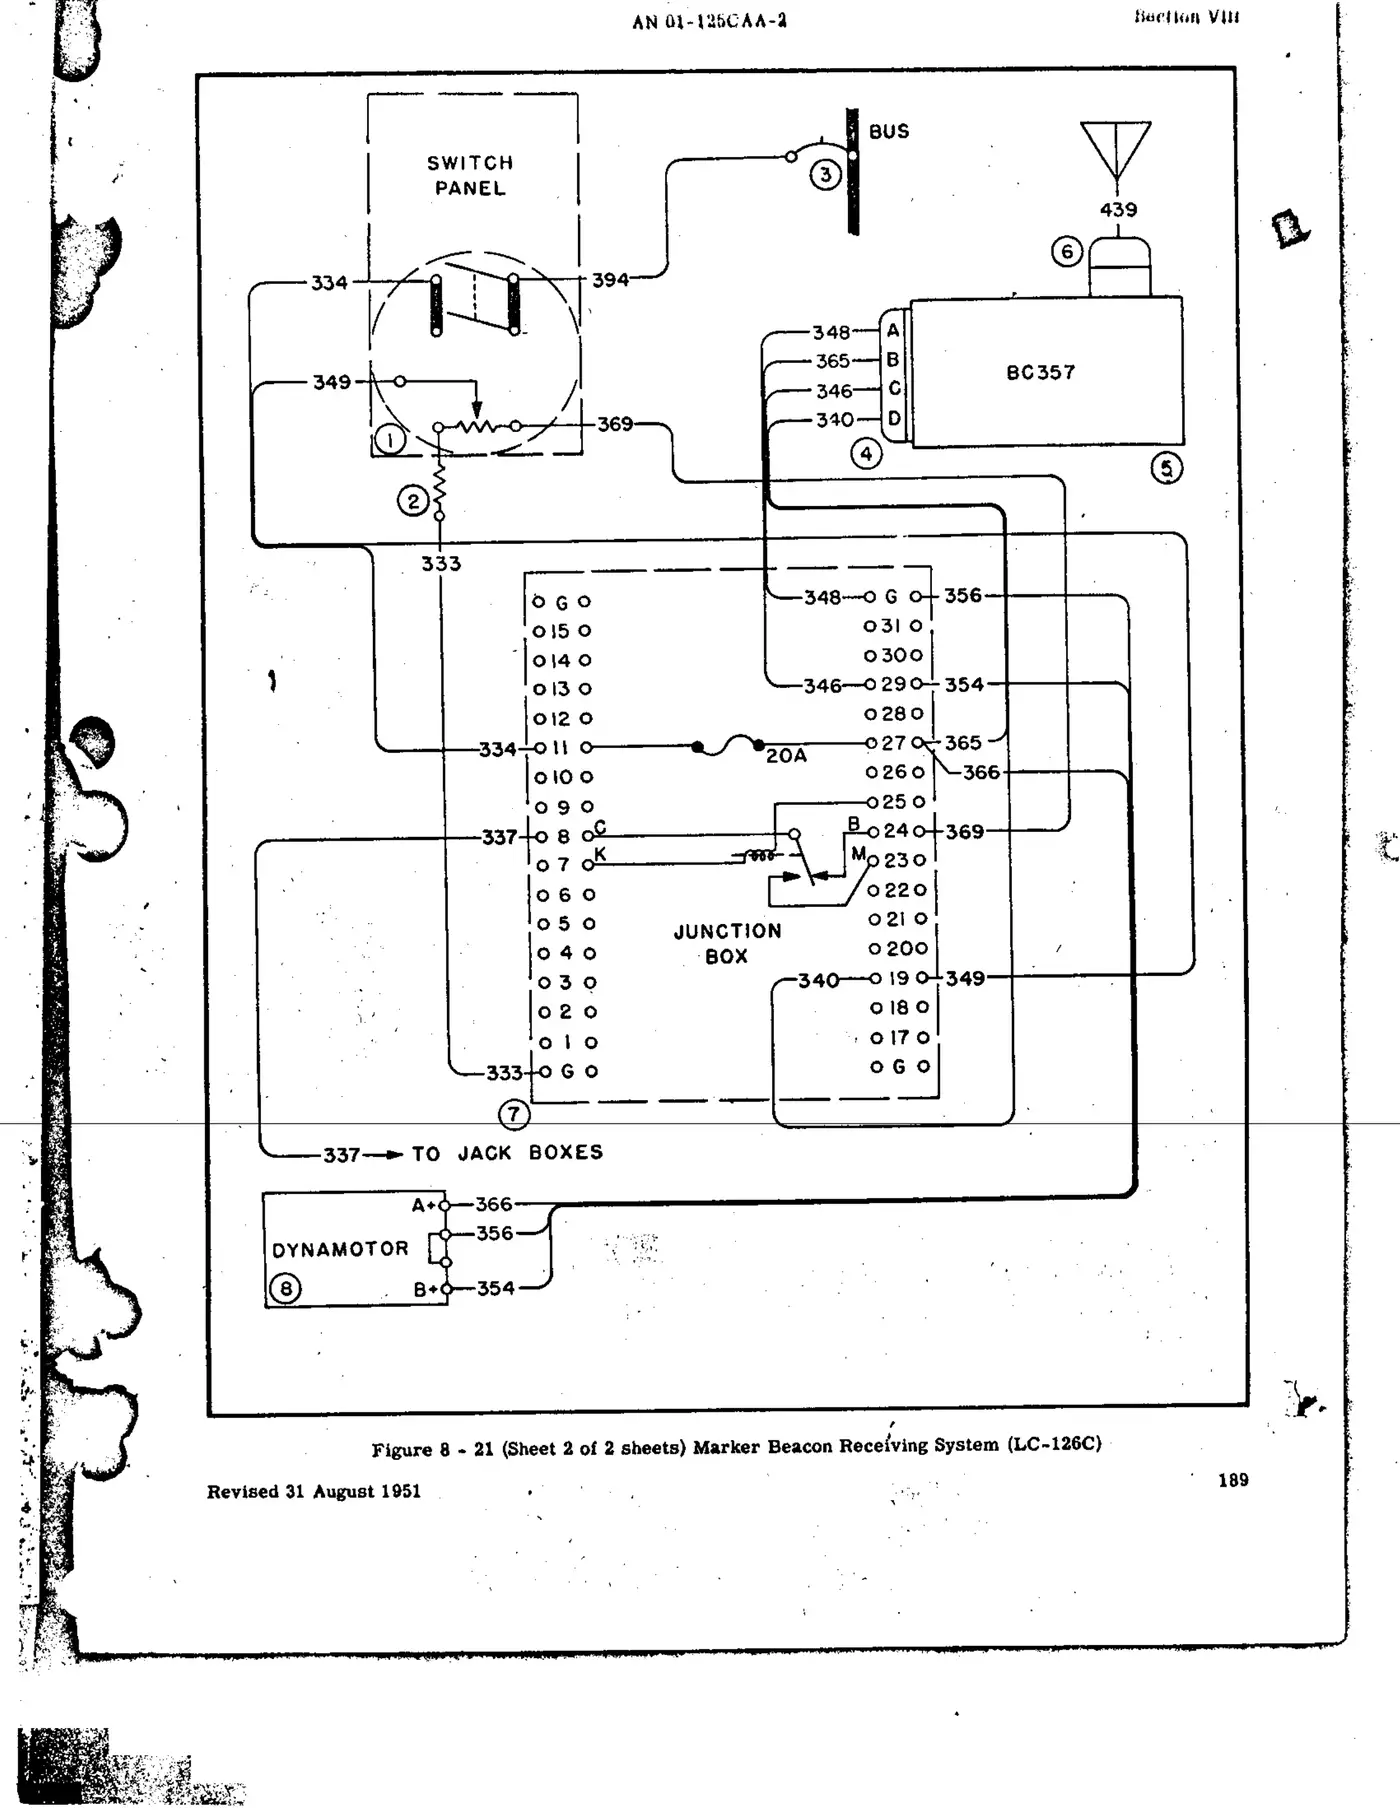 AN 01-125CAA-2
Section VIII
SWITCH
PANEL
BUS
3
439
6
334
394
348 A
365 B
346 C
340 D
BC357
4
5
349
369
1
2
333
348 G 356
31
30
346 29 354
28
27 365
366
26
25
B 24 369
M 23
22
21
20
340 19 349
18
17
G
G
15
14
13
12
334 11
20A
10
9
337 8 C
7 K
6
5
4
3
2
1
333 G
JUNCTION
BOX
7
337 TO JACK BOXES
A+ 366
356
DYNAMOTOR
8
B+ 354
Figure 8 - 21 (Sheet 2 of 2 sheets) Marker Beacon Receiving System (LC-126C)
Revised 31 August 1951
189